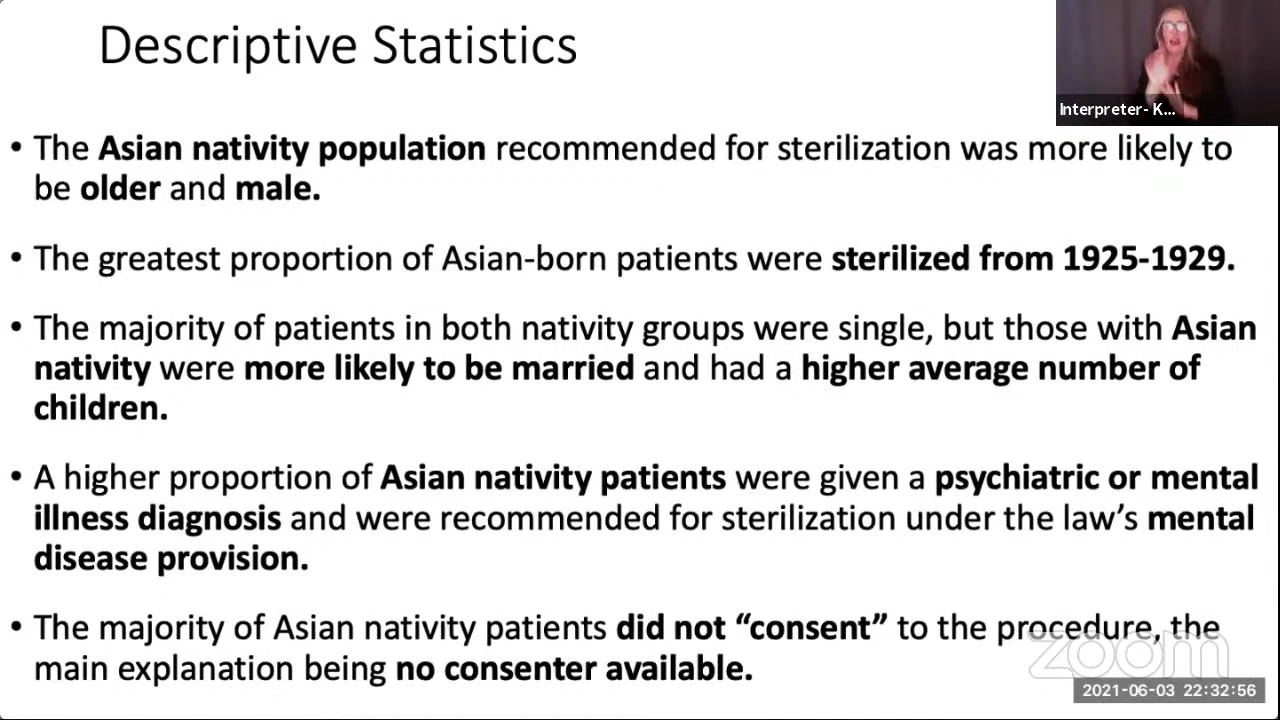 Descriptive Statistics
Interpreter- K...
• The Asian nativity population recommended for sterilization was more likely to
be older and male.
• The greatest proportion of Asian-born patients were sterilized from 1925-1929.
• The majority of patients in both nativity groups were single, but those with Asian
nativity were more likely to be married and had a higher average number of
children.
• A higher proportion of Asian nativity patients were given a psychiatric or mental
illness diagnosis and were recommended for sterilization under the law’s mental
disease provision.
• The majority of Asian nativity patients did not “consent” to the procedure, the
main explanation being no consenter available.
zoom
2021-06-03 22:32:56